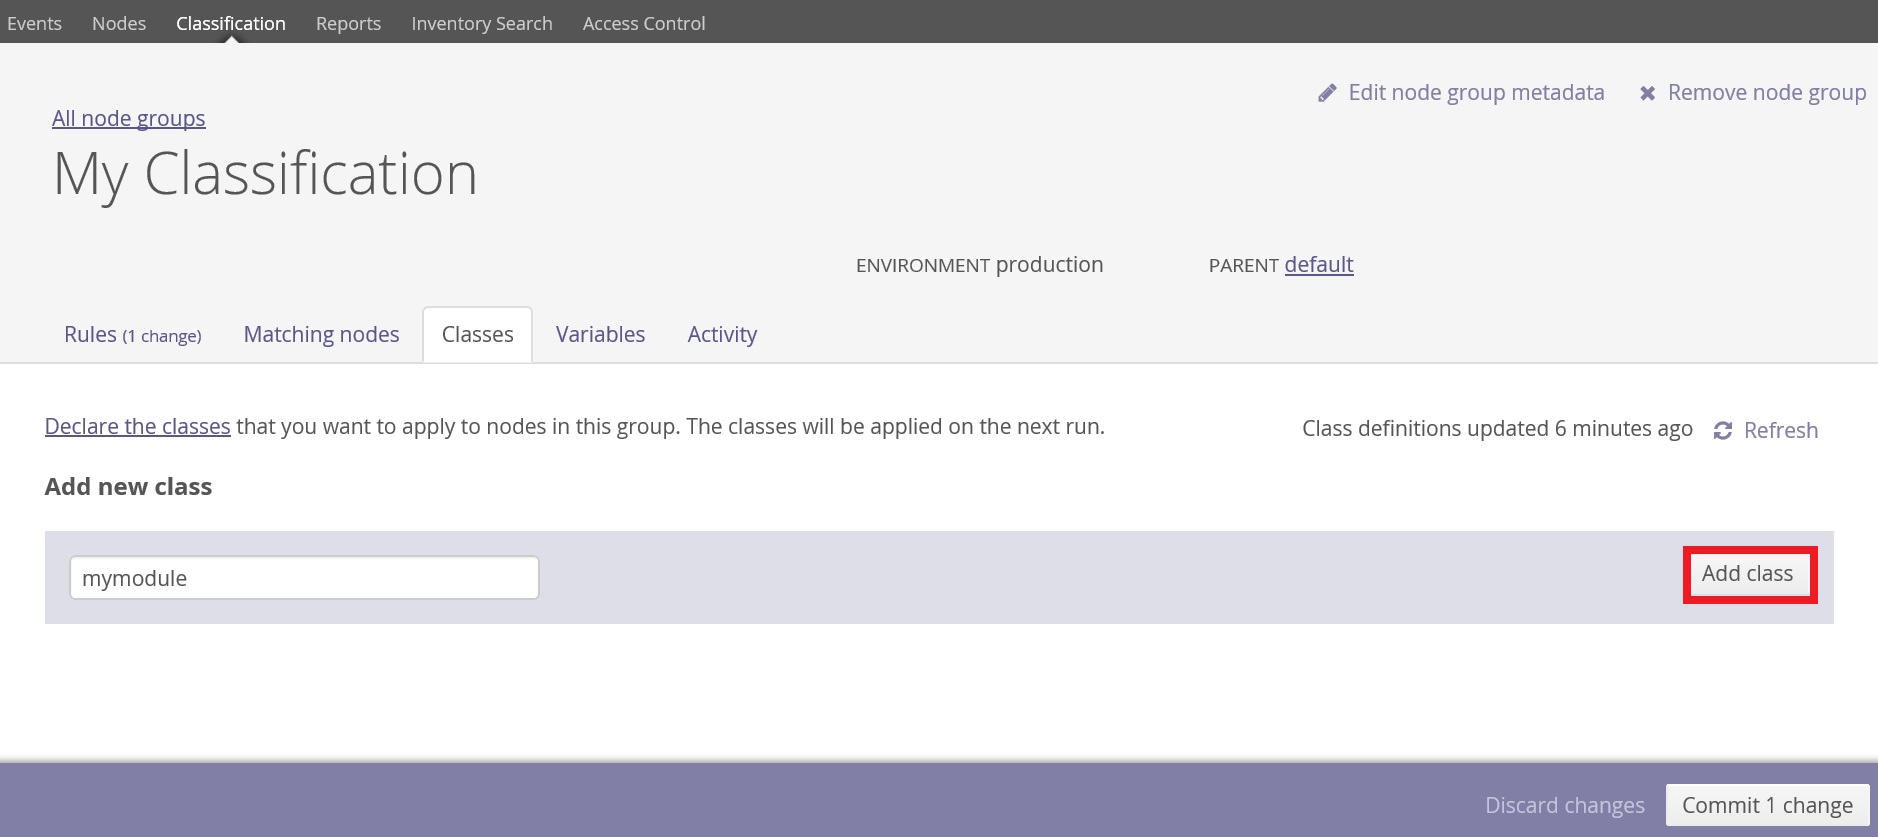 Events Nodes Classification Reports Inventory Search Access Control
Edit node group metadata Remove node group
All node groups
My Classification
ENVIRONMENT production PARENT default
Rules (1 change) Matching nodes Classes Variables Activity
Declare the classes that you want to apply to nodes in this group. The classes will be applied on the next run. Class definitions updated 6 minutes ago Refresh
Add new class
mymodule Add class
Discard changes Commit 1 change